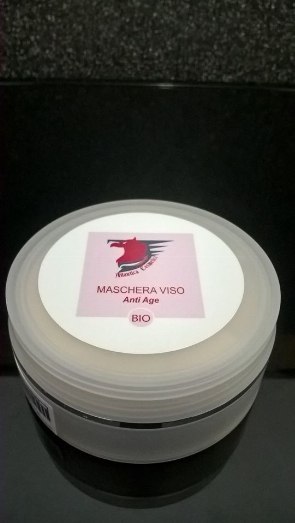 MASCHERA VISO
Anti Age
BIO